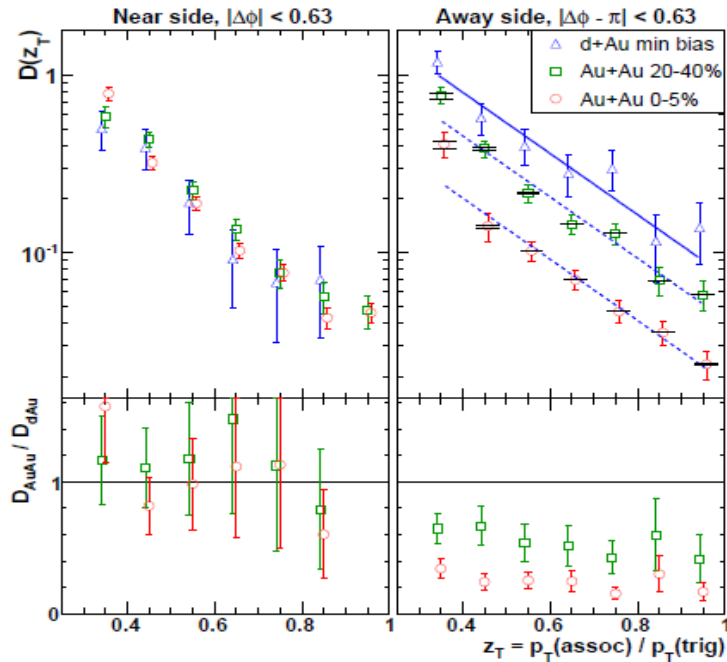 Near side, |Δϕ| < 0.63
Away side, |Δϕ - π| < 0.63
D(z_T)
1
10⁻¹
d+Au min bias
Au+Au 20-40%
Au+Au 0-5%
D_AuAu / D_dAu
1
0
0.4 0.6 0.8 1
0.4 0.6 0.8 1
z_T = p_T(assoc) / p_T(trig)